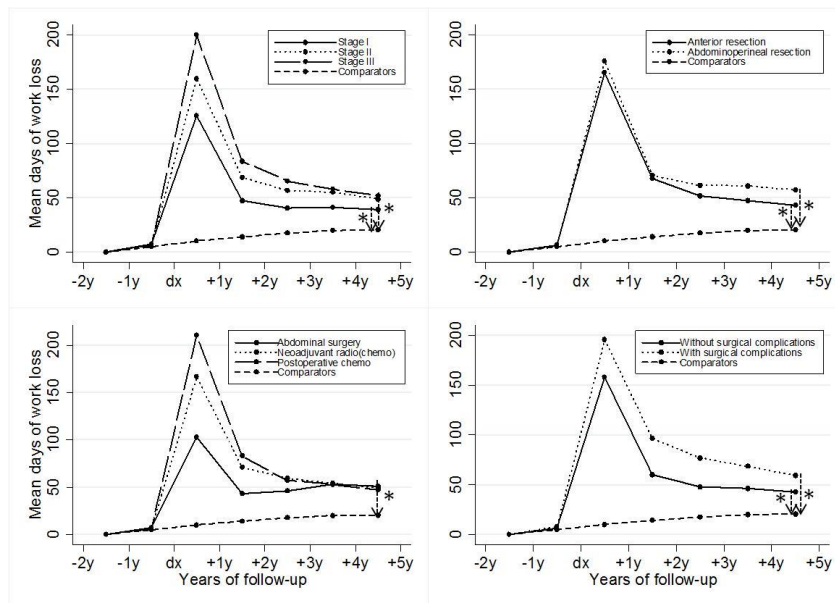 Mean days of work loss
200
150
100
50
0
Stage I
Stage II
Stage III
Comparators
*
*
-2y -1y dx +1y +2y +3y +4y +5y
200
150
100
50
0
Anterior resection
Abdominoperineal resection
Comparators
*
*
-2y -1y dx +1y +2y +3y +4y +5y
Mean days of work loss
200
150
100
50
0
Abdominal surgery
Neoadjuvant radio(chemo)
Postoperative chemo
Comparators
*
-2y -1y dx +1y +2y +3y +4y +5y
Years of follow-up
200
150
100
50
0
Without surgical complications
With surgical complications
Comparators
*
*
-2y -1y dx +1y +2y +3y +4y +5y
Years of follow-up